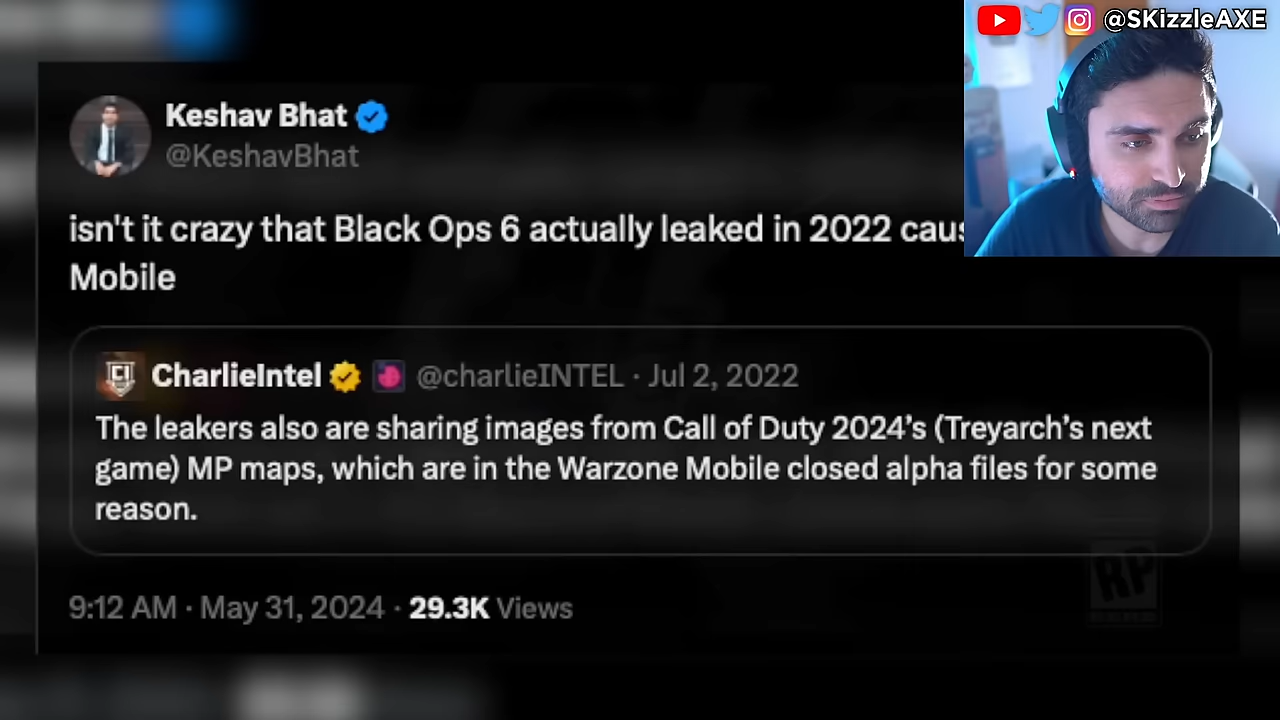 @SKizzleAXE
Keshav Bhat
@KeshavBhat
isn't it crazy that Black Ops 6 actually leaked in 2022
Mobile
CI CharlieIntel @charlieINTEL · Jul 2, 2022
The leakers also are sharing images from Call of Duty 2024’s (Treyarch’s next
game) MP maps, which are in the Warzone Mobile closed alpha files for some
reason.
RP
9:12 AM · May 31, 2024 · 29.3K Views